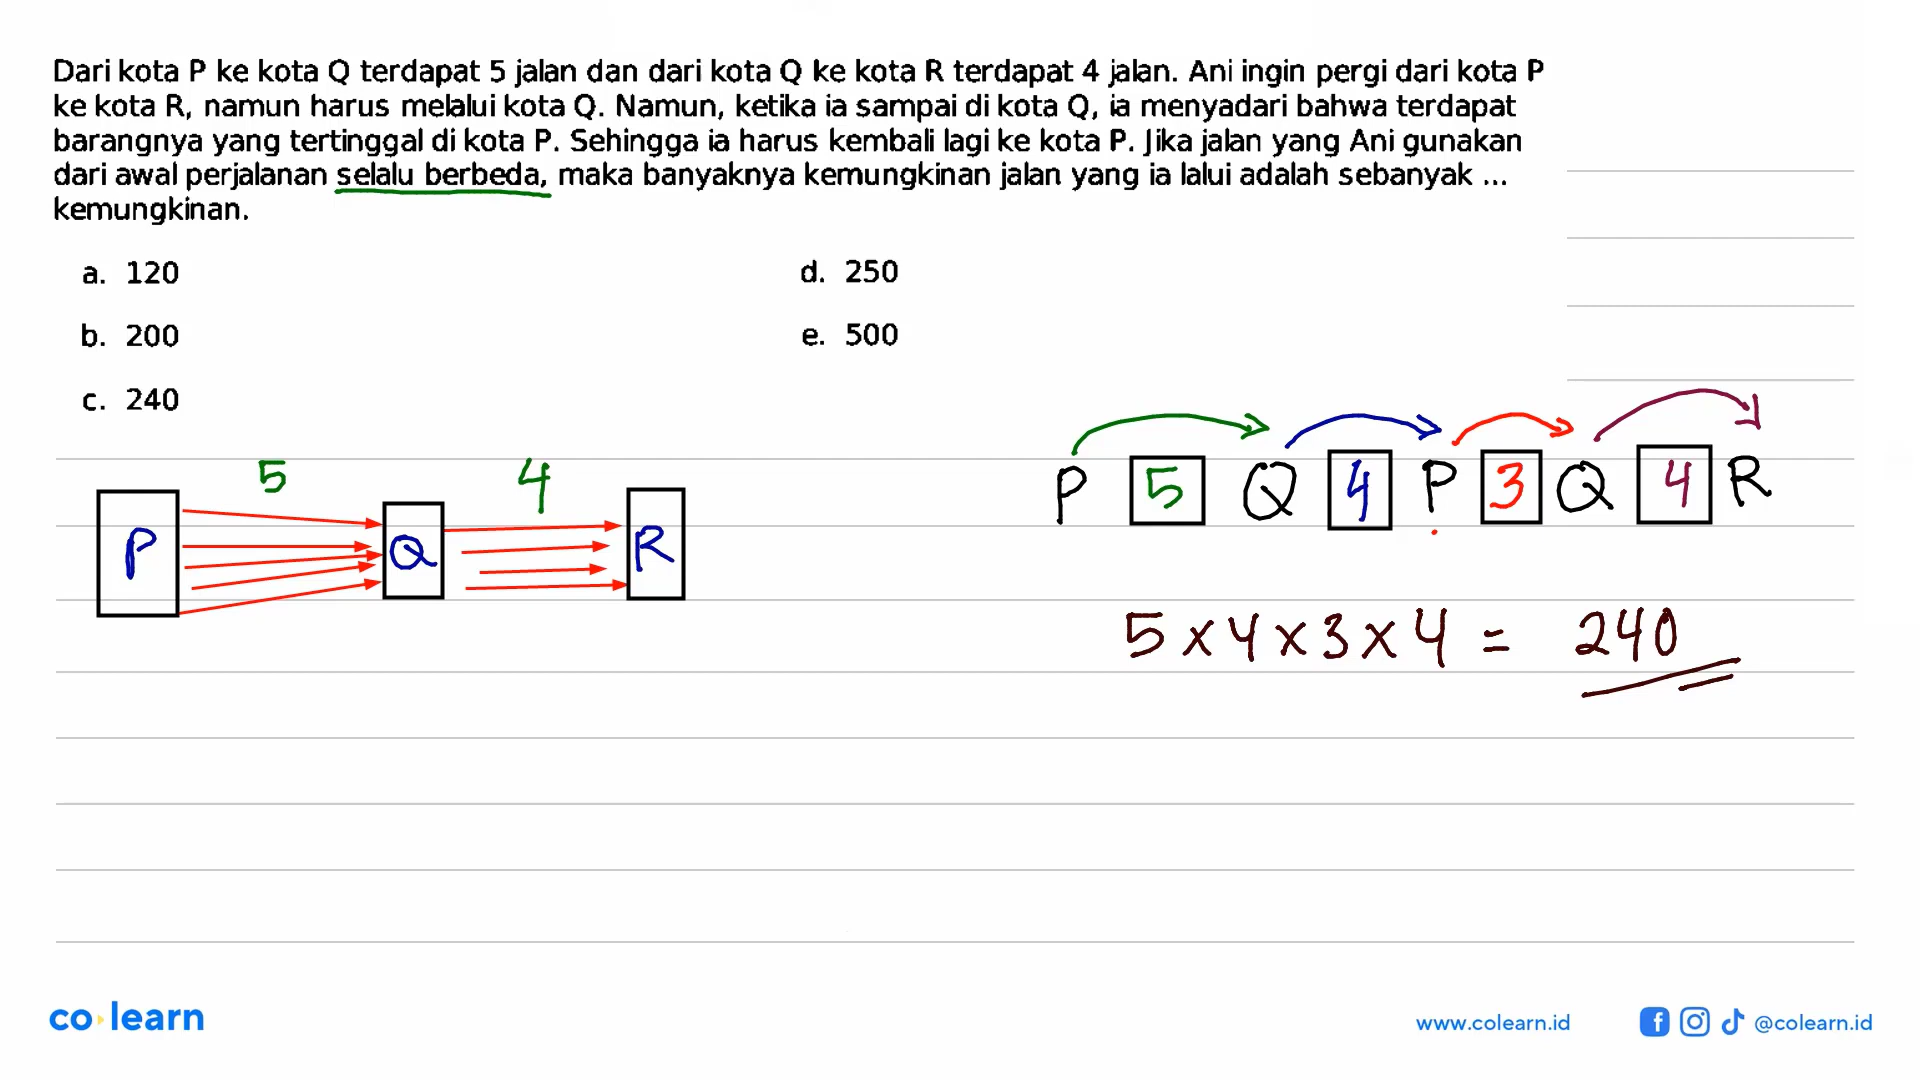 Dari kota P ke kota Q terdapat 5 jalan dan dari kota Q ke kota R terdapat 4 jalan. Ani ingin pergi dari kota P
ke kota R, namun harus melalui kota Q. Namun, ketika ia sampai di kota Q, ia menyadari bahwa terdapat
barangnya yang tertinggal di kota P. Sehingga ia harus kembali lagi ke kota P. Jika jalan yang Ani gunakan
dari awal perjalanan selalu berbeda, maka banyaknya kemungkinan jalan yang ia lalui adalah sebanyak ...
kemungkinan.
a. 120
d. 250
b. 200
e. 500
c. 240
5 4
P Q R
P 5 Q 4 P 3 Q 4 R
5 x 4 x 3 x 4 = 240
co learn
www.colearn.id
@colearn.id